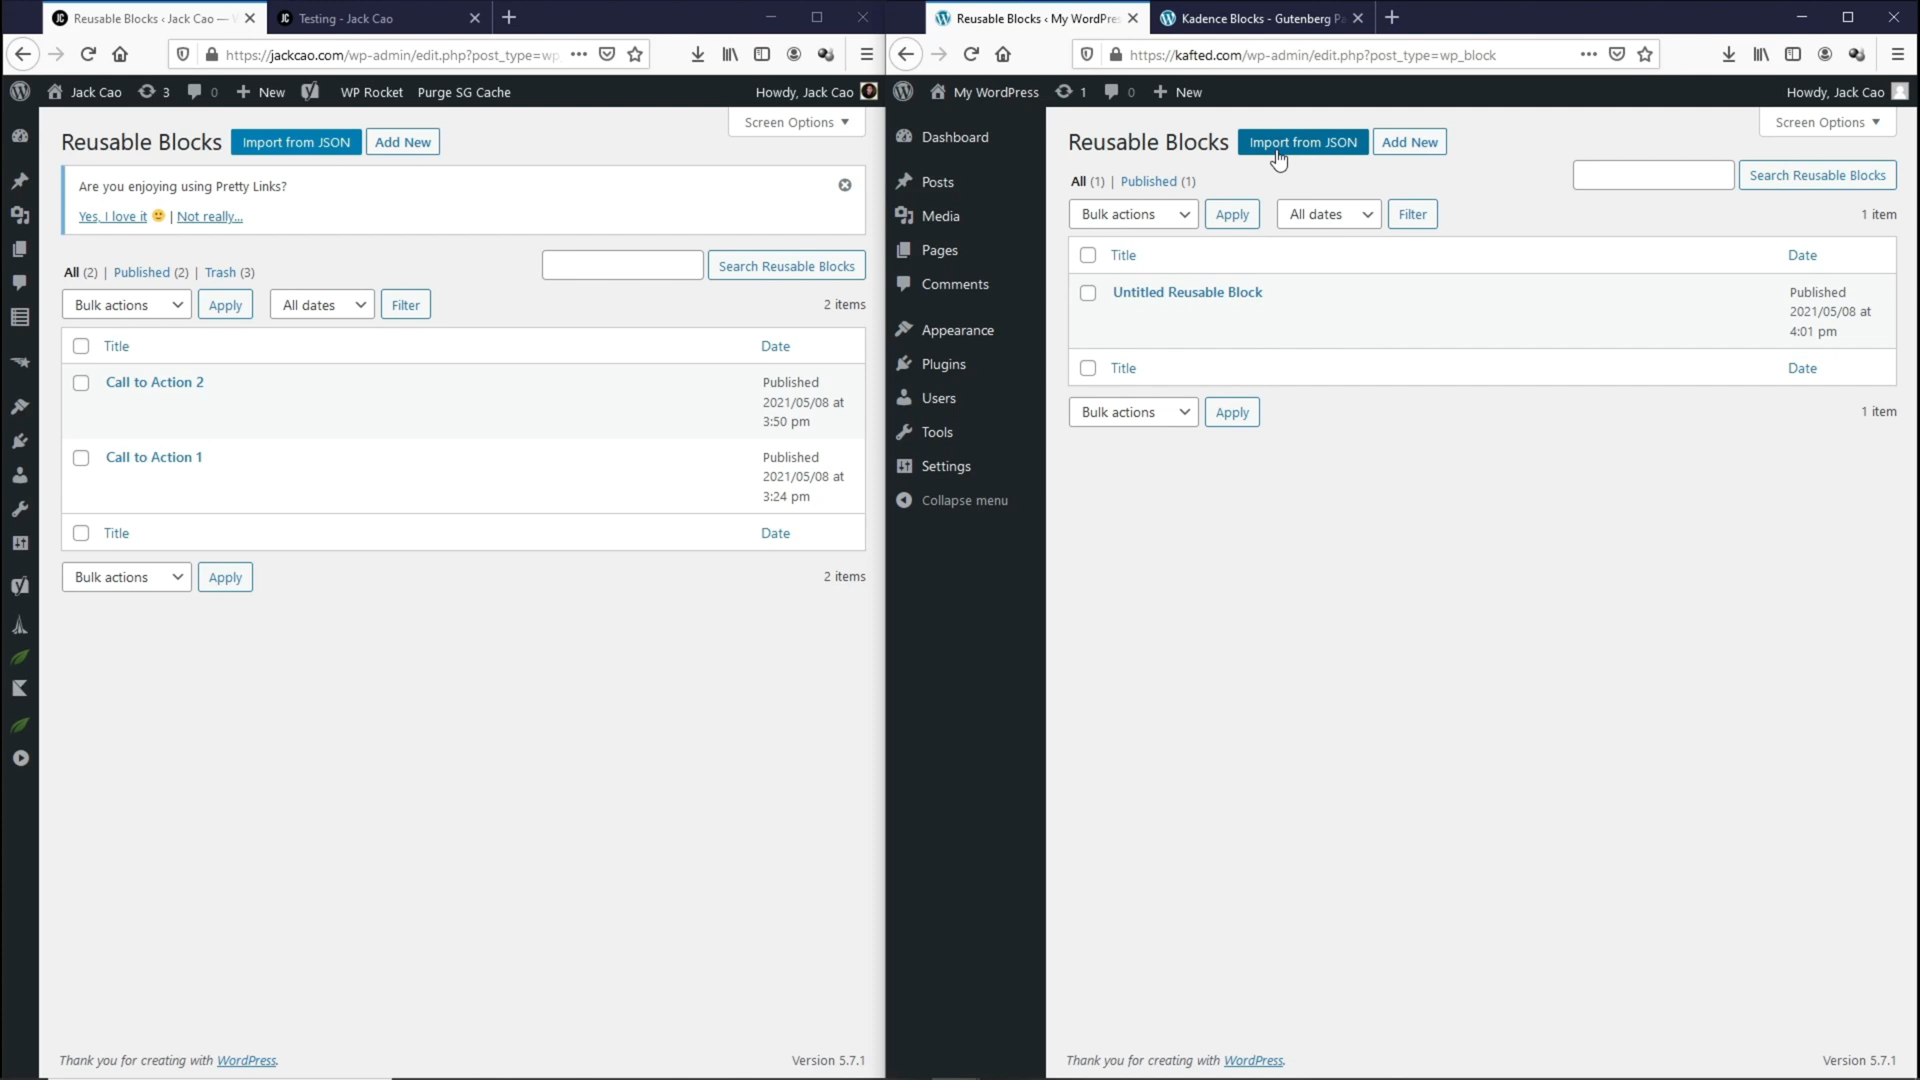 Reusable Blocks ‹ Jack Cao —
Testing - Jack Cao
https://jackcao.com/wp-admin/edit.php?post_type=wp_
Jack Cao
3
0
New
WP Rocket
Purge SG Cache
Howdy, Jack Cao
Screen Options
Reusable Blocks
Import from JSON
Add New
Are you enjoying using Pretty Links?
Yes, I love it 🙂 | Not really...
All (2) | Published (2) | Trash (3)
Search Reusable Blocks
Bulk actions
Apply
All dates
Filter
2 items
Title
Date
Call to Action 2
Published
2021/05/08 at
3:50 pm
Call to Action 1
Published
2021/05/08 at
3:24 pm
Title
Date
Bulk actions
Apply
2 items
Thank you for creating with WordPress.
Version 5.7.1
Reusable Blocks ‹ My WordPres
Kadence Blocks - Gutenberg Pa
https://kafted.com/wp-admin/edit.php?post_type=wp_block
My WordPress
1
0
New
Howdy, Jack Cao
Dashboard
Posts
Media
Pages
Comments
Appearance
Plugins
Users
Tools
Settings
Collapse menu
Screen Options
Reusable Blocks
Import from JSON
Add New
All (1) | Published (1)
Search Reusable Blocks
Bulk actions
Apply
All dates
Filter
1 item
Title
Date
Untitled Reusable Block
Published
2021/05/08 at
4:01 pm
Title
Date
Bulk actions
Apply
1 item
Thank you for creating with WordPress.
Version 5.7.1